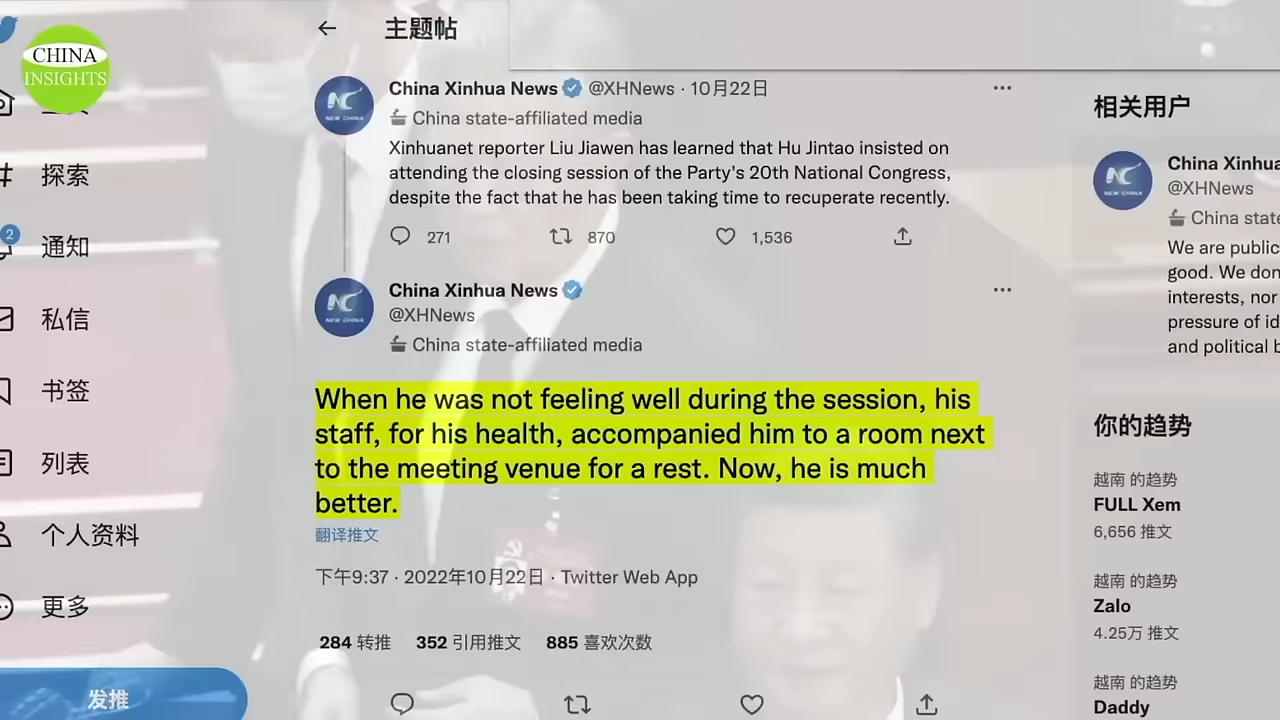 CHINA
INSIGHTS
主题帖
China Xinhua News @XHNews · 10月22日
China state-affiliated media
Xinhuanet reporter Liu Jiawen has learned that Hu Jintao insisted on
attending the closing session of the Party's 20th National Congress,
despite the fact that he has been taking time to recuperate recently.
271 870 1,536
China Xinhua News
@XHNews
China state-affiliated media
When he was not feeling well during the session, his
staff, for his health, accompanied him to a room next
to the meeting venue for a rest. Now, he is much
better.
翻译推文
下午9:37 · 2022年10月22日 · Twitter Web App
284 转推 352 引用推文 885 喜欢次数
探索
2
通知
私信
书签
列表
个人资料
更多
发推
相关用户
China Xinhua
@XHNews
China state
We are public
good. We don
interests, nor
pressure of id
and political b
你的趋势
越南 的趋势
FULL Xem
6,656 推文
越南 的趋势
Zalo
4.25万 推文
越南 的趋势
Daddy
NEW CHINA
NEW CHINA
NEW CHINA